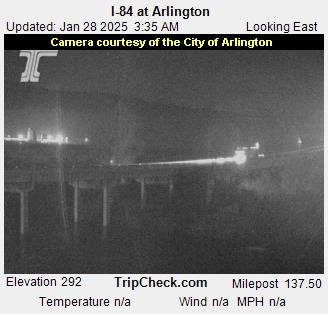 I-84 at Arlington
Updated: Jan 28 2025 3:35 AM Looking East
Camera courtesy of the City of Arlington
Elevation 292 TripCheck.com Milepost 137.50
Temperature n/a Wind n/a MPH n/a